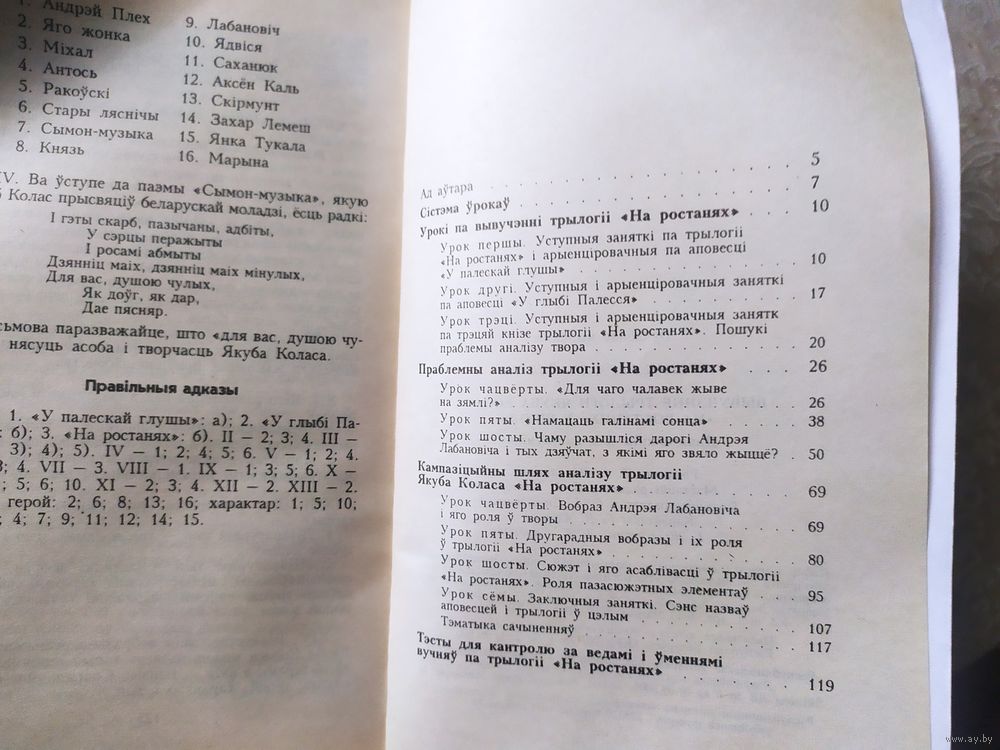 1. Андрэй Плех
2. Яго жонка
3. Міхал
4. Антось
5. Ракоўскі
6. Стары ляснічы
7. Сымон-музыка
8. Князь
9. Лабановіч
10. Ядвіся
11. Саханюк
12. Аксён Каль
13. Скірмунт
14. Захар Лемеш
15. Янка Тукала
16. Марына
IV. Ва ўступе да паэмы «Сымон-музыка», якую
Колас прысвяціў беларускай моладзі, ёсць радкі:
І гэты скарб, пазычаны, адбіты,
У сэрцы перажыты
І росамі абмыты
Дзянніц маіх, дзянніц маіх мінулых,
Для вас, душою чулых,
Як доўг, як дар,
Дае пясняр.
сьмова паразважайце, што «для вас, душою чу-
нясуць асоба і творчасць Якуба Коласа.
Правільныя адказы
1. «У палескай глушы»: а); 2. «У глыбі Па-
б); 3. «На ростанях»: б). II — 2; 3; 4. III —
3); 4); 5). IV — 1; 2; 4; 5; 6. V — 1; 2; 4.
3; 4. VII — 3. VIII — 1. IX — 1; 3; 5; 6. X —
; 5; 6; 10. XI — 2; 3; 4. XII — 2. XIII — 2.
герой: 2; 6; 8; 13; 16; характар: 1; 5; 10;
; 4; 7; 9; 11; 12; 14; 15.
Ад аўтара . . . 5
Сістэма ўрокаў . . . 7
Урокі па вывучэнні трылогіі «На ростанях» . . . 10
Урок першы. Уступныя заняткі па трылогіі
«На ростанях» і арыенціровачныя па аповесці
«У палескай глушы» . . . 10
Урок другі. Уступныя і арыенціровачныя заняткі
па аповесці «У глыбі Палесся» . . . 17
Урок трэці. Уступныя і арыенціровачныя занятк
па трэцяй кнізе трылогіі «На ростанях». Пошукі
праблемы аналізу твора . . . 20
Праблемны аналіз трылогіі «На ростанях» . . . 26
Урок чацвёрты. «Для чаго чалавек жыве
на зямлі?» . . . 26
Урок пяты. «Намацаць галінамі сонца» . . . 38
Урок шосты. Чаму разышліся дарогі Андрэя
Лабановіча і тых дзяўчат, з якімі яго звяло жыццё? . 50
Кампазіцыйны шлях аналізу трылогіі
Якуба Коласа «На ростанях» . . . 69
Урок чацвёрты. Вобраз Андрэя Лабановіча
і яго роля ў творы . . . 69
Урок пяты. Другарадныя вобразы і іх роля
ў трылогіі «На ростанях» . . . 80
Урок шосты. Сюжэт і яго асаблівасці ў трылогіі
«На ростанях». Роля пазасюжэтных элементаў . . . 95
Урок сёмы. Заключныя заняткі. Сэнс назваў
аповесцей і трылогіі ў цэлым . . . 107
Тэматыка сачыненняў . . . 117
Тэсты для кантролю за ведамі і ўменнямі
вучняў па трылогіі «На ростанях» . . . 119
www.ay.by